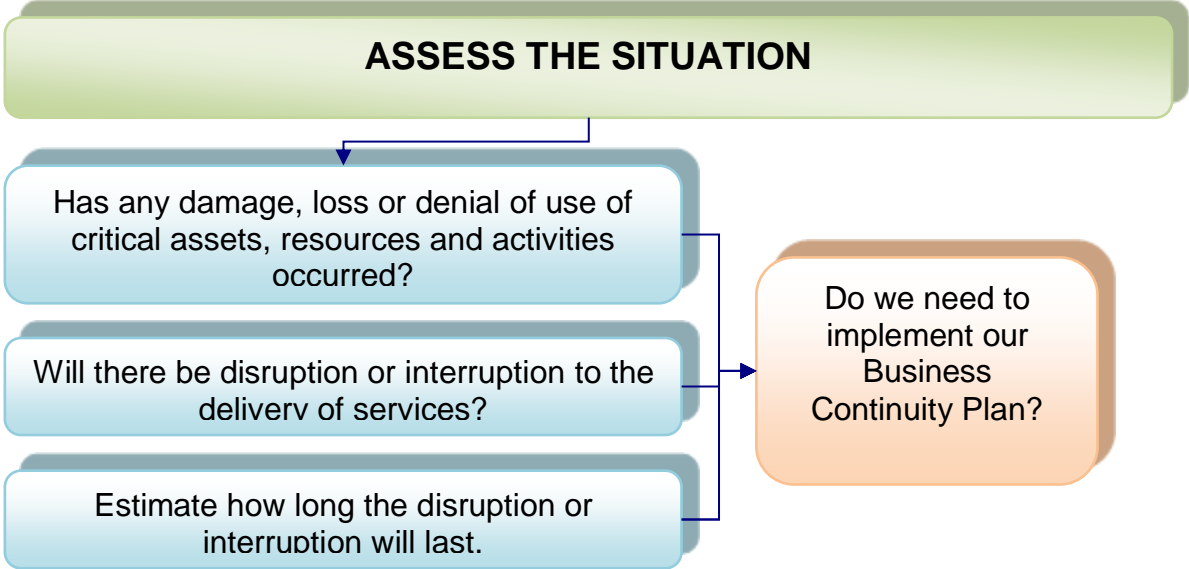 ASSESS THE SITUATION
Has any damage, loss or denial of use of
critical assets, resources and activities
occurred?
Will there be disruption or interruption to the
delivery of services?
Estimate how long the disruption or
interruption will last.
Do we need to
implement our
Business
Continuity Plan?